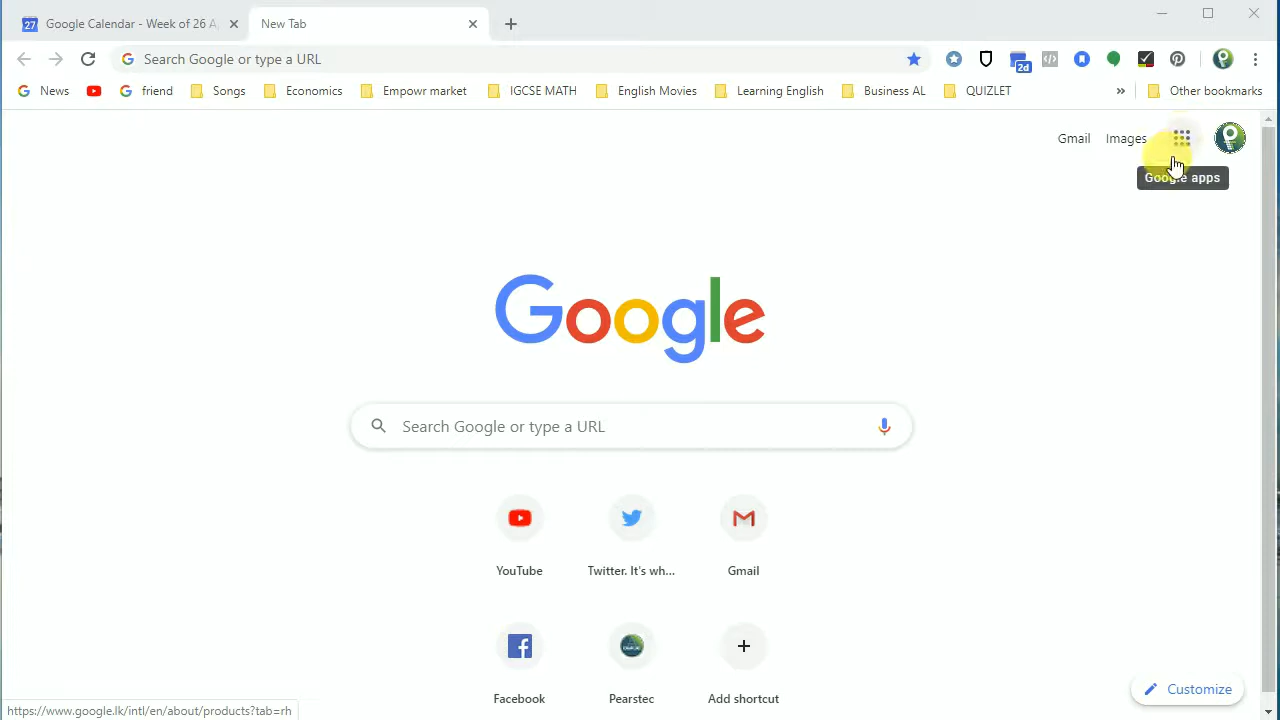 27 Google Calendar - Week of 26 A
New Tab
Search Google or type a URL
2d
News
friend
Songs
Economics
Empowr market
IGCSE MATH
English Movies
Learning English
Business AL
QUIZLET
»
Other bookmarks
Gmail Images
Google apps
Google
Search Google or type a URL
YouTube
Twitter. It's wh...
Gmail
Facebook
Pearstec
Add shortcut
Customize
https://www.google.lk/intl/en/about/products?tab=rh